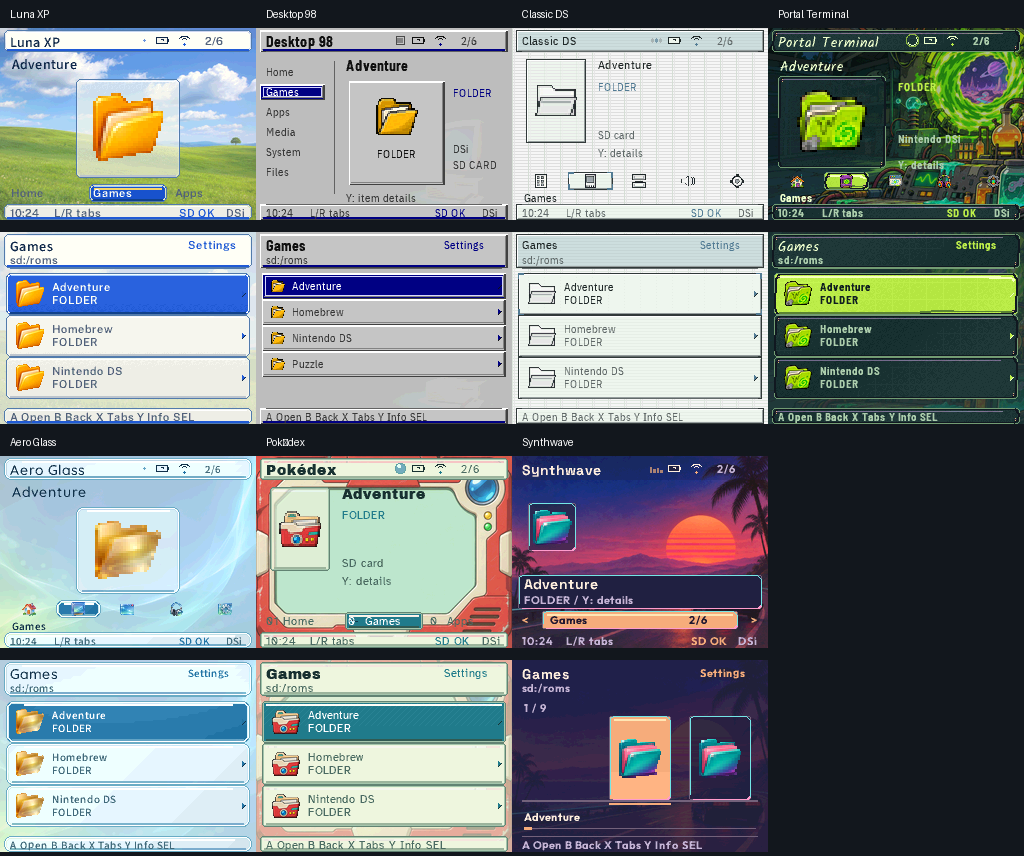 Luna XP
Desktop 98
Classic DS
Portal Terminal
Luna XP
2/6
Adventure
Home
Games
Apps
10:24
L/R tabs
SD OK
DSi
Desktop 98
2/6
Home
Games
Apps
Media
System
Files
Adventure
FOLDER
FOLDER
DSi
SD CARD
Y: item details
10:24
L/R tabs
SD OK
DSi
Classic DS
2/6
Adventure
FOLDER
SD card
Y: details
Games
10:24
L/R tabs
SD OK
DSi
Portal Terminal
2/6
Adventure
FOLDER
Nintendo DSi
Y: details
Games
10:24
L/R tabs
SD OK
DSi
Games
Settings
sd:/roms
Adventure
FOLDER
Homebrew
FOLDER
Nintendo DS
FOLDER
A Open B Back X Tabs Y Info SEL
Games
Settings
sd:/roms
Adventure
Homebrew
Nintendo DS
Puzzle
A Open B Back X Tabs Y Info SEL
Games
Settings
sd:/roms
Adventure
FOLDER
Homebrew
FOLDER
Nintendo DS
FOLDER
A Open B Back X Tabs Y Info SEL
Games
Settings
sd:/roms
Adventure
FOLDER
Homebrew
FOLDER
Nintendo DS
FOLDER
A Open B Back X Tabs Y Info SEL
Aero Glass
Synthwave
Aero Glass
2/6
Adventure
Games
10:24
L/R tabs
SD OK
DSi
Pokédex
2/6
Adventure
FOLDER
SD card
Y: details
Home
Games
10:24
L/R tabs
SD OK
DSi
Synthwave
2/6
Adventure
FOLDER / Y: details
< Games 2/6 >
10:24
L/R tabs
SD OK
DSi
Games
Settings
sd:/roms
Adventure
FOLDER
Homebrew
FOLDER
Nintendo DS
FOLDER
A Open B Back X Tabs Y Info SEL
Games
Settings
sd:/roms
Adventure
FOLDER
Homebrew
FOLDER
Nintendo DS
FOLDER
A Open B Back X Tabs Y Info SEL
Games
Settings
sd:/roms
1 / 9
Adventure
A Open B Back X Tabs Y Info SEL